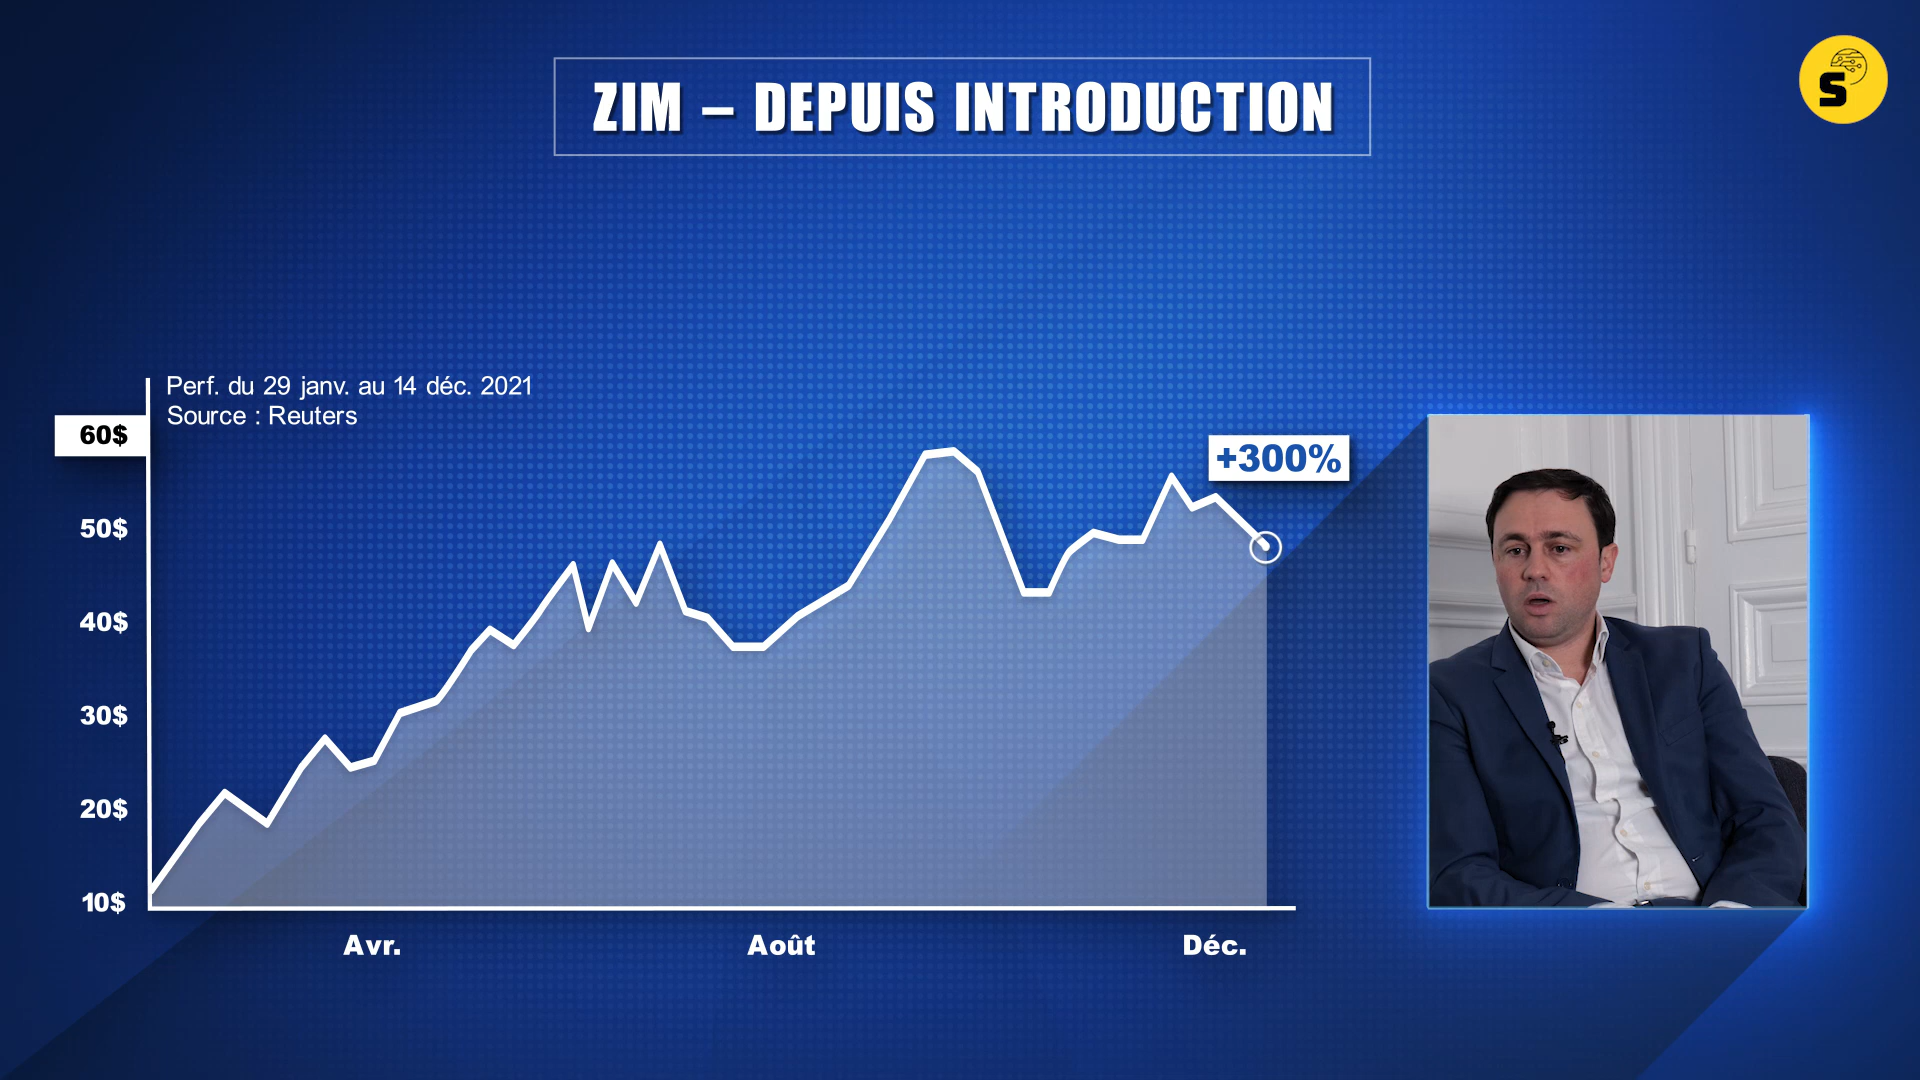 ZIM – DEPUIS INTRODUCTION
S
Perf. du 29 janv. au 14 déc. 2021
Source : Reuters
60$
+300%
50$
40$
30$
20$
10$
Avr.
Août
Déc.